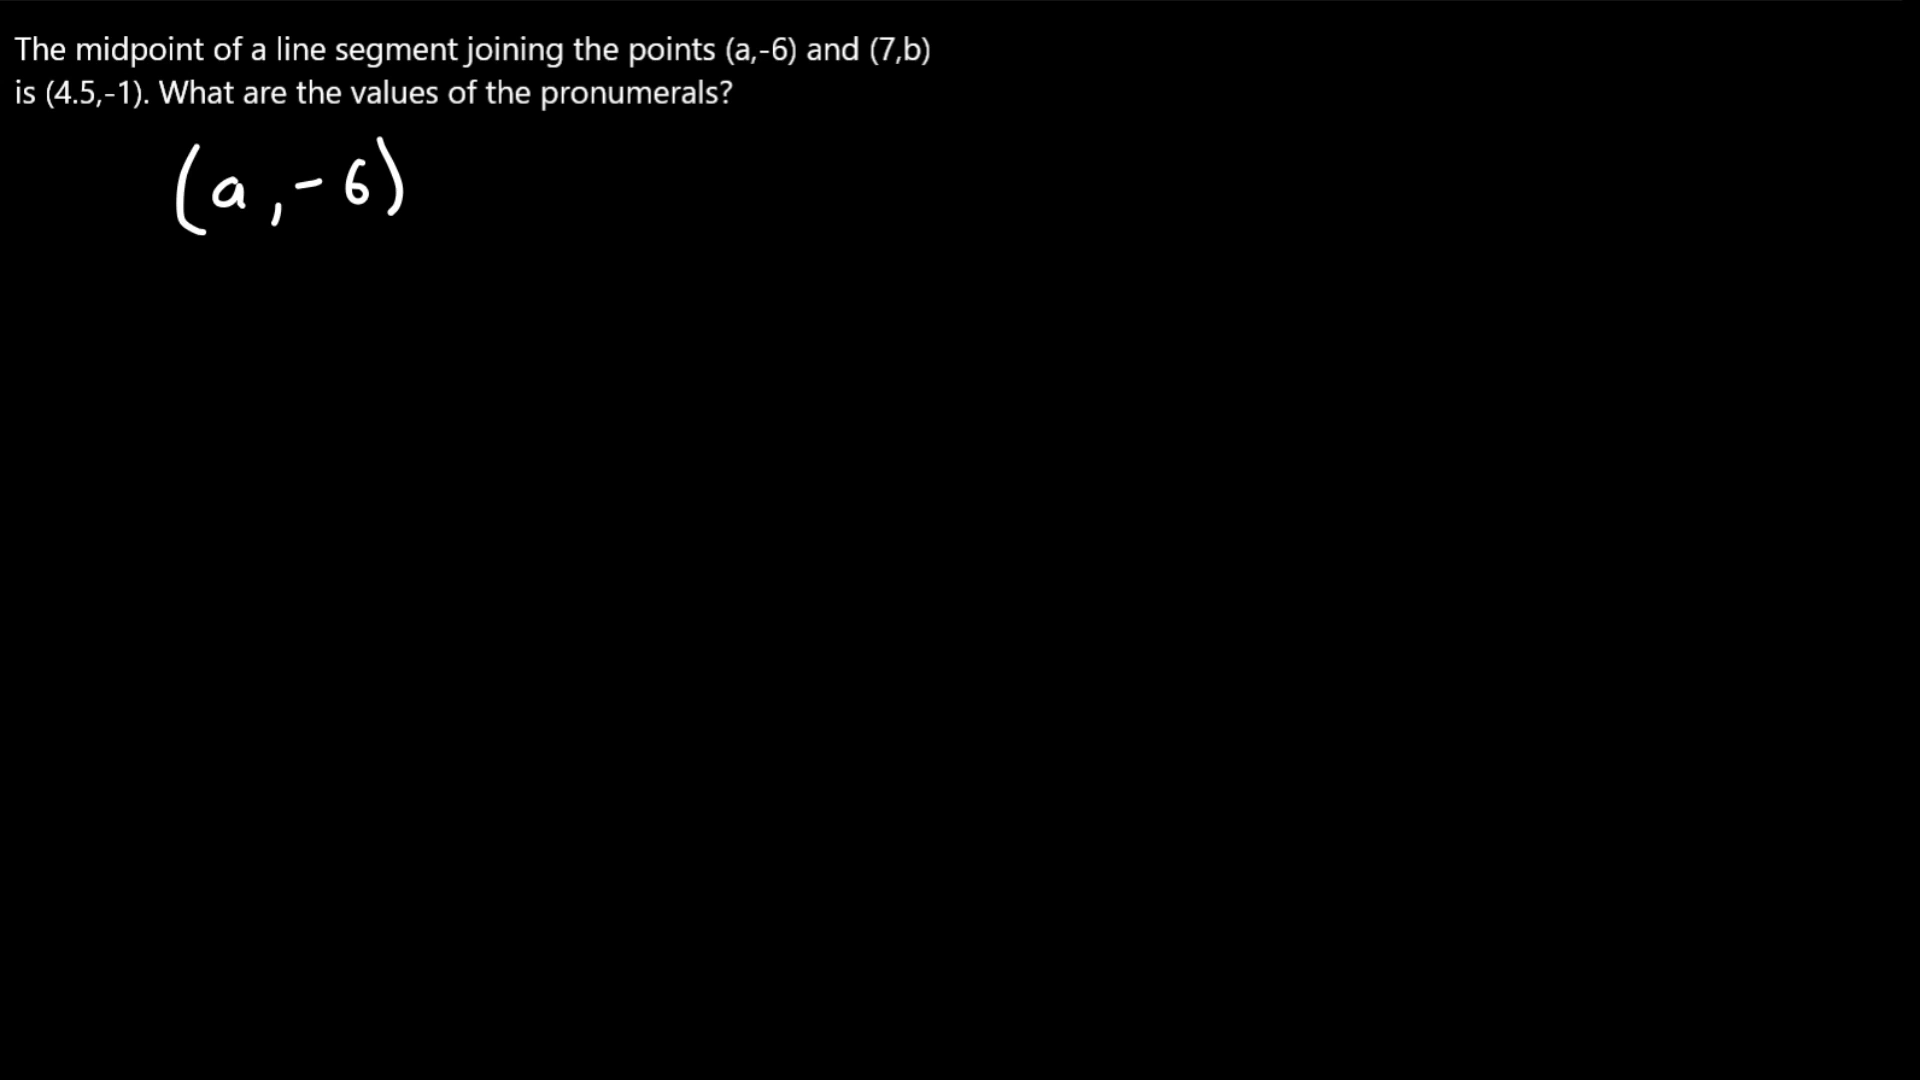 The midpoint of a line segment joining the points (a,-6) and (7,b)
is (4.5,-1). What are the values of the pronumerals?
(a,-6)